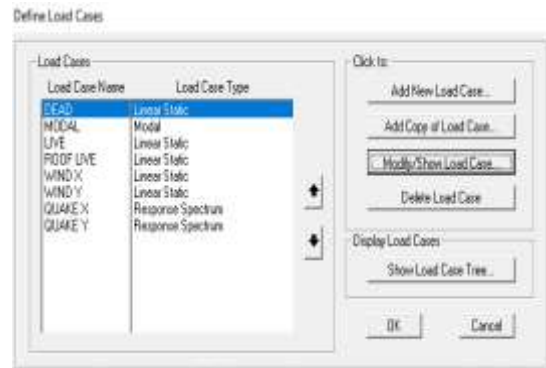 Define Load Cases
Load Cases
Load Case Name Load Case Type
DEAD Linear Static
MODAL Modal
LIVE Linear Static
ROOF LIVE Linear Static
WIND X Linear Static
WIND Y Linear Static
QUAKE X Response Spectrum
QUAKE Y Response Spectrum
Click to:
Add New Load Case...
Add Copy of Load Case...
Modify/Show Load Case...
Delete Load Case
Display Load Cases
Show Load Case Tree...
OK Cancel